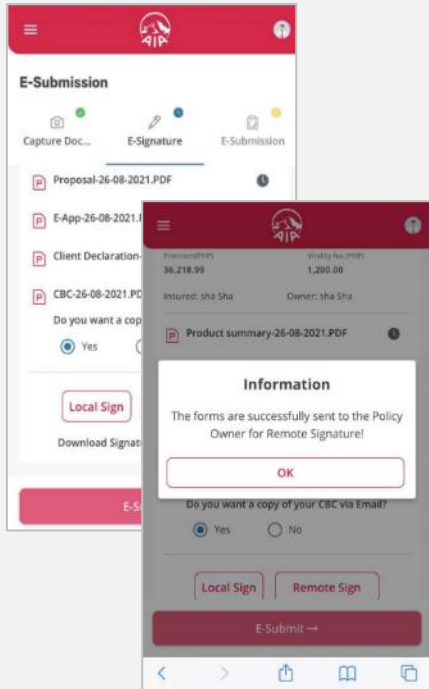 AIA
E-Submission
Capture Doc...
E-Signature
E-Submission
Proposal-26-08-2021.PDF
E-App-26-08-2021.
Client Declaration-
CBC-26-08-2021.PD
Do you want a cop
Yes
Local Sign
Download Signat
E-S
AIA
Premium(PHP)
Vitality fee (PHP)
36,218.99
1,200.00
Insured: sha Sha
Owner: sha Sha
Product summary-26-08-2021.PDF
Information
The forms are successfully sent to the Policy
Owner for Remote Signature!
OK
Do you want a copy of your CBC via Email?
Yes
No
Local Sign
Remote Sign
E-Submit →